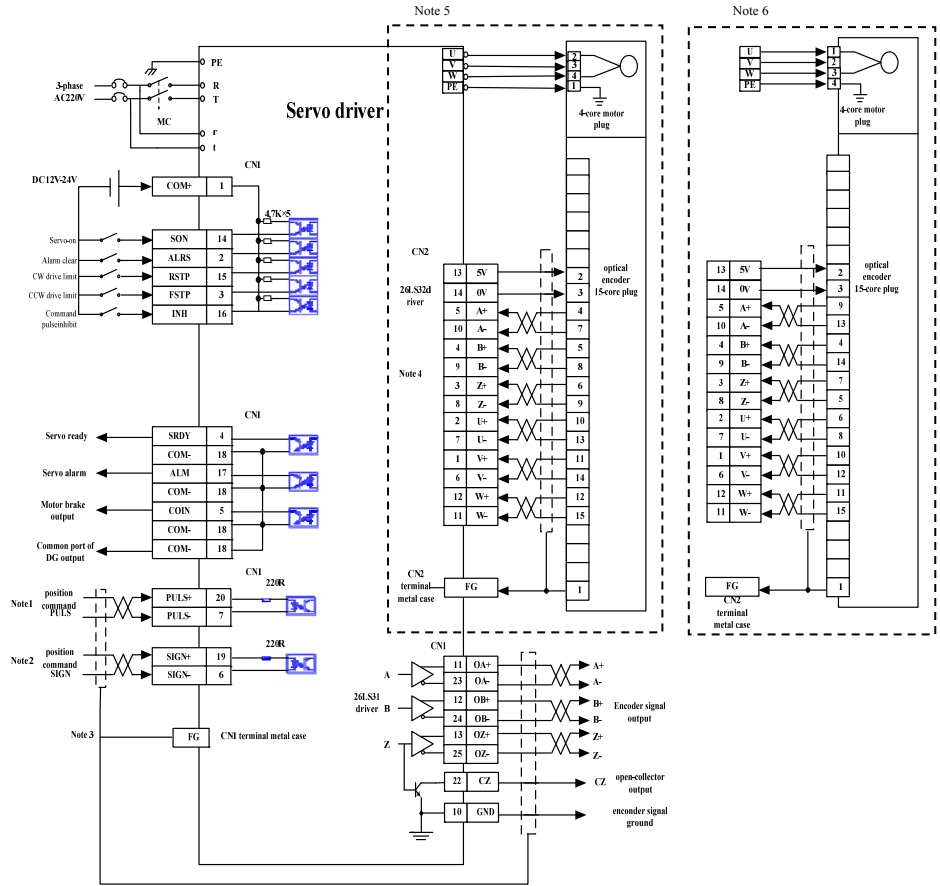 Note 5
Note 6
PE
3-phase
AC220V
R
T
MC
r
t
Servo driver
U
V
W
PE
2
3
4
1
4-core motor
plug
U
V
W
PE
1
2
3
4
4-core motor
plug
CN1
DC12V-24V
COM+ 1
4.7K×5
Servo-on
SON 14
Alarm clear
ALRS 2
CW drive limit
RSTP 15
CCW drive limit
FSTP 3
Command
pulseinhibit
INH 16
CN2
26LS32d
river
Note 4
13 5V
14 0V
5 A+
10 A-
4 B+
9 B-
3 Z+
8 Z-
2 U+
7 U-
1 V+
6 V-
12 W+
11 W-
2
3
4
7
5
8
6
9
10
13
11
14
12
15
1
optical
encoder
15-core plug
CN2
terminal
metal case
FG
13 5V
14 0V
5 A+
10 A-
4 B+
9 B-
3 Z+
8 Z-
2 U+
7 U-
1 V+
6 V-
12 W+
11 W-
2
3
9
13
4
14
7
5
6
8
10
12
11
15
1
optical
encoder
15-core plug
FG
CN2
terminal
metal case
CN1
Servo ready
SRDY 4
COM- 18
Servo alarm
ALM 17
COM- 18
Motor brake
output
COIN 5
COM- 18
Common port of
DG output
COM- 18
CN1
Note1
position
command
PULS
PULS+ 20
PULS- 7
220R
Note2
position
command
SIGN
SIGN+ 19
SIGN- 6
220R
Note 3
FG
CN1 terminal metal case
CN1
26LS31
driver
A
B
Z
11 OA+
23 OA-
12 OB+
24 OB-
13 OZ+
25 OZ-
22 CZ
10 GND
A+
A-
B+
B-
Z+
Z-
CZ
Encoder signal
output
open-collector
output
enconder signal
ground